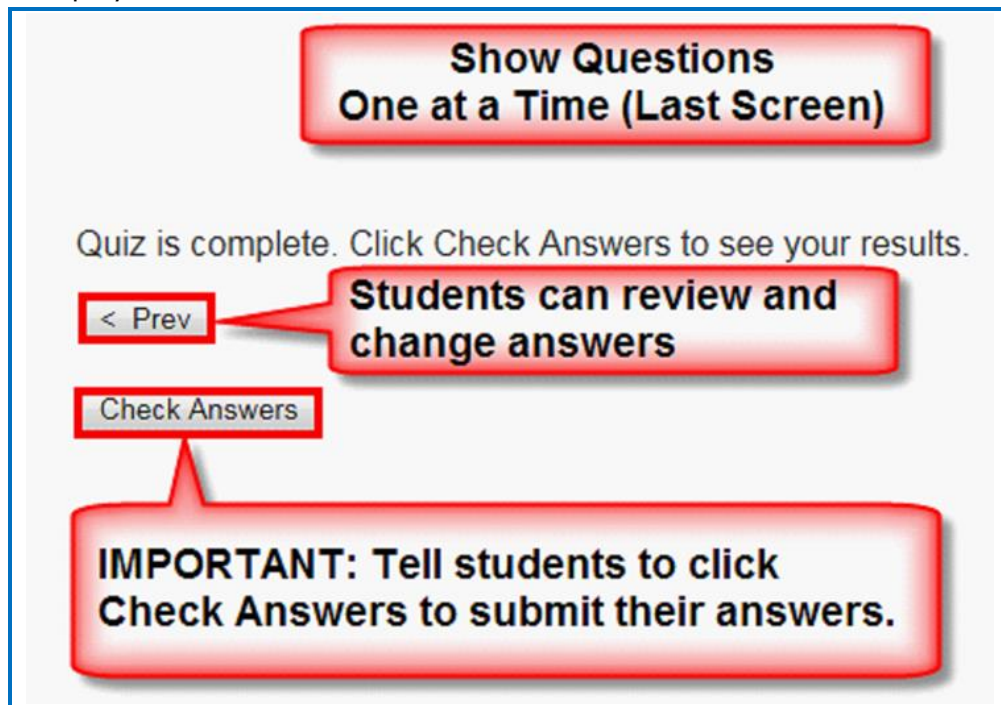 Show Questions
One at a Time (Last Screen)
Quiz is complete. Click Check Answers to see your results.
< Prev
Students can review and
change answers
Check Answers
IMPORTANT: Tell students to click
Check Answers to submit their answers.